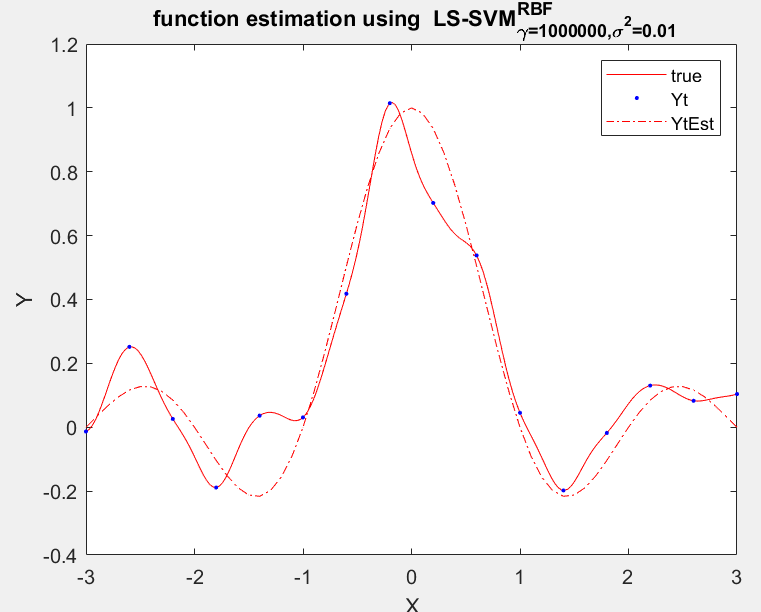 function estimation using LS-SVM^RBF_γ=1000000,σ²=0.01
true
Yt
YtEst
1.2
1
0.8
0.6
0.4
0.2
0
-0.2
-0.4
Y
-3 -2 -1 0 1 2 3
X